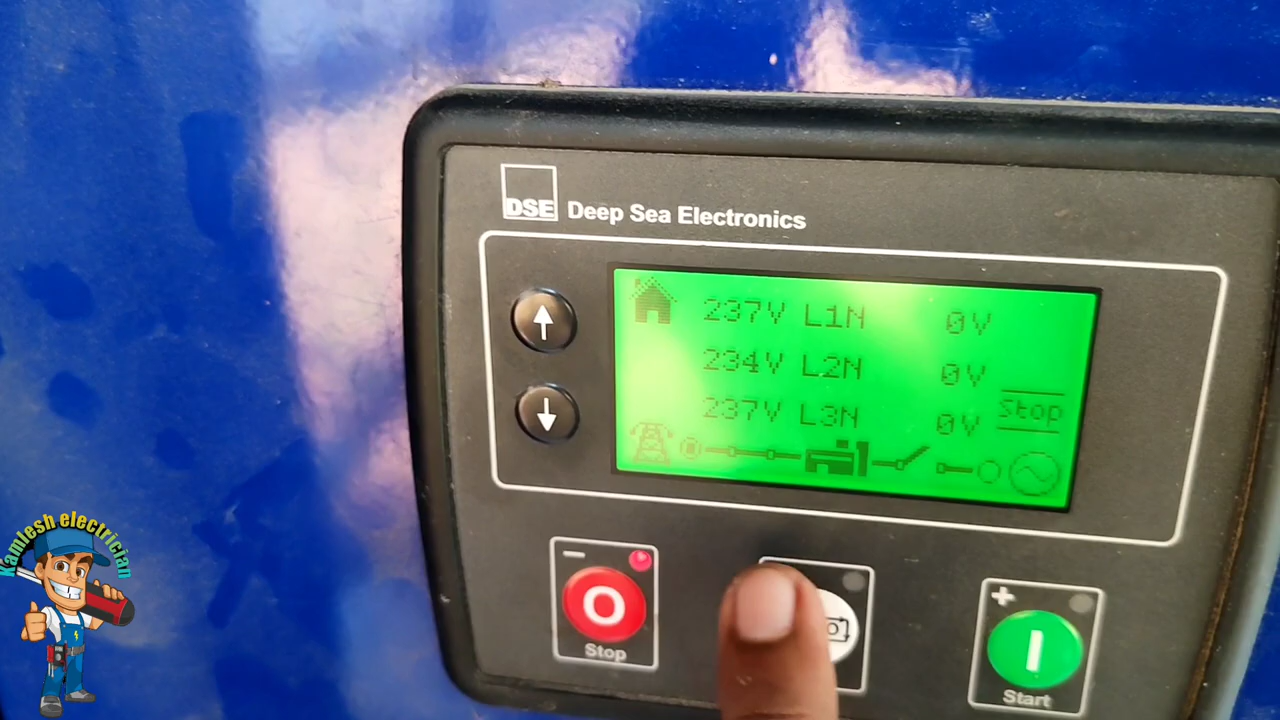 DSE Deep Sea Electronics
237V L1N 0V
234V L2N 0V
237V L3N 0V
Stop
Stop
Start
Kamlesh electrician